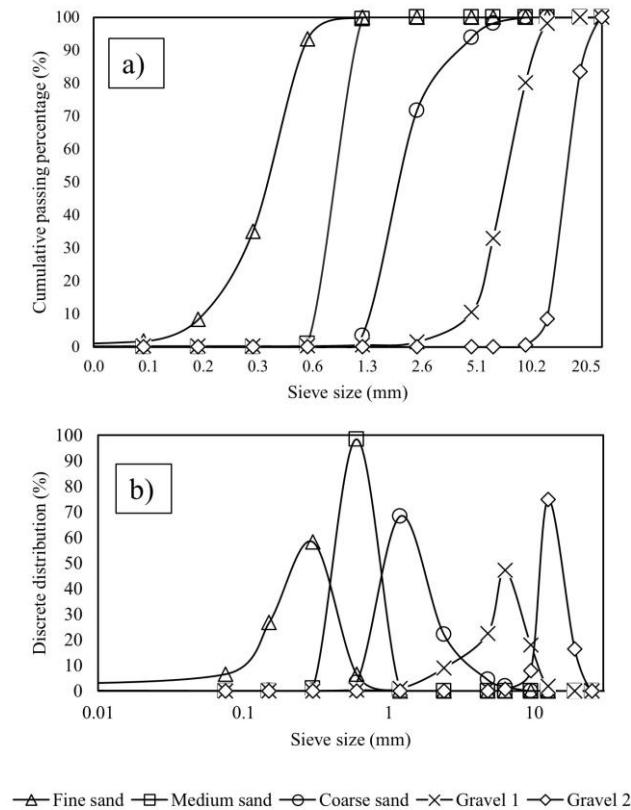 100
90
80
70
60
50
40
30
20
10
0
a)
Cumulative passing percentage (%)
0.0 0.1 0.2 0.3 0.6 1.3 2.6 5.1 10.2 20.5
Sieve size (mm)
100
90
80
70
60
50
40
30
20
10
0
b)
Discrete distribution (%)
0.01 0.1 1 10
Sieve size (mm)
Fine sand Medium sand Coarse sand Gravel 1 Gravel 2